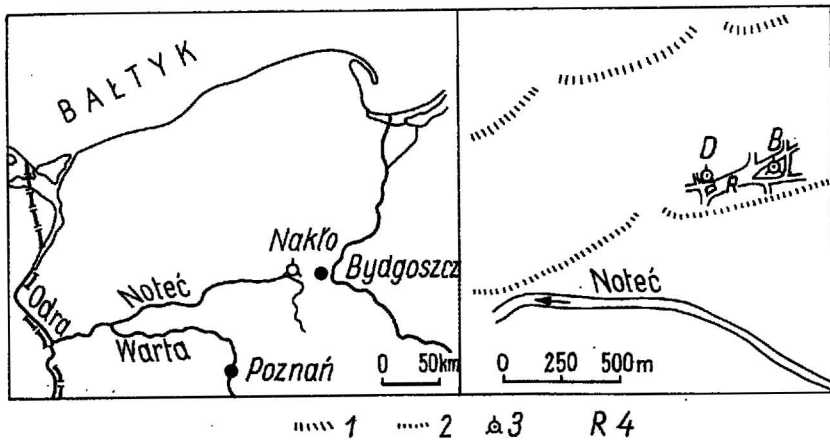 BAŁTYK
Nakło
Bydgoszcz
Noteć
Odra
Warta
Poznań
0 50km
D
B
R
Noteć
0 250 500m
1 2 3 R 4